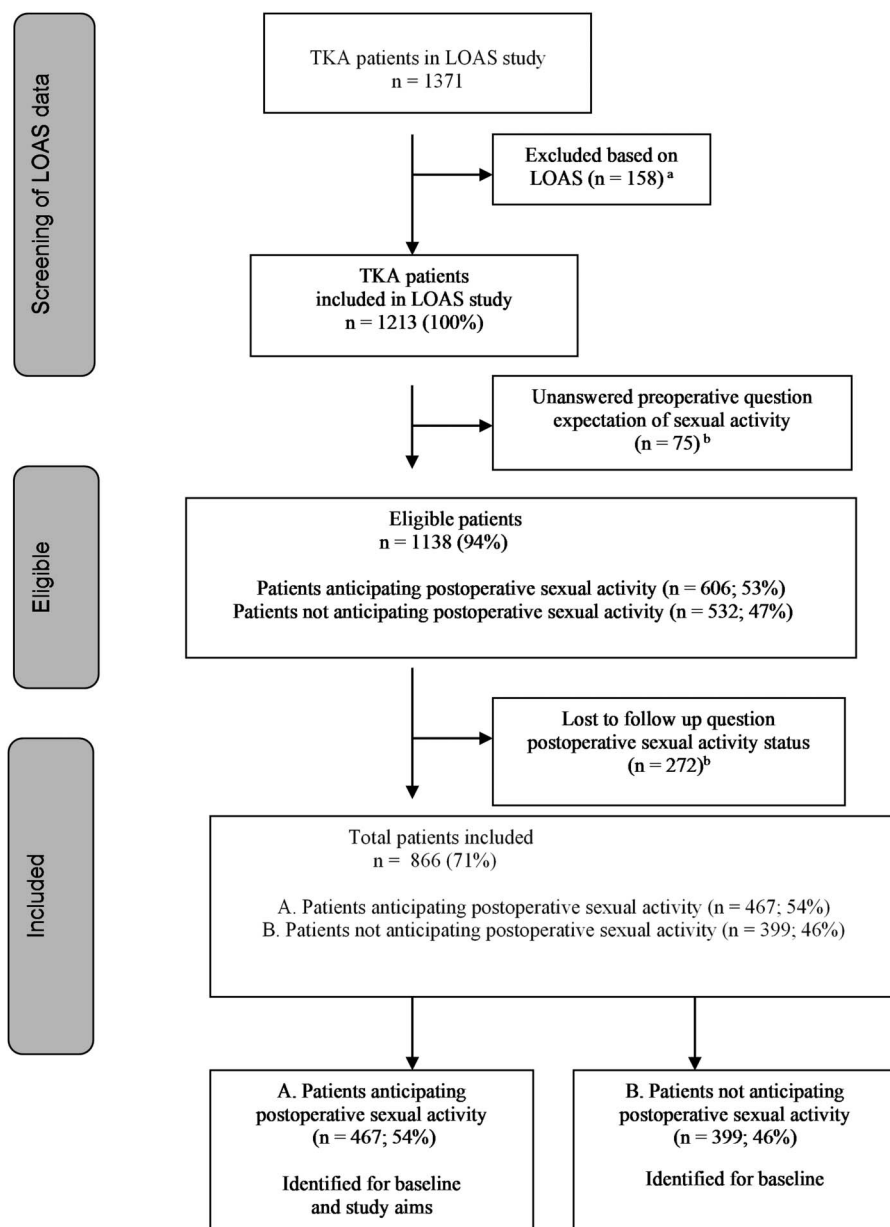 Screening of LOAS data
TKA patients in LOAS study
n = 1371
Excluded based on
LOAS (n = 158) a
TKA patients
included in LOAS study
n = 1213 (100%)
Unanswered preoperative question
expectation of sexual activity
(n = 75) b
Eligible
Eligible patients
n = 1138 (94%)
Patients anticipating postoperative sexual activity (n = 606; 53%)
Patients not anticipating postoperative sexual activity (n = 532; 47%)
Lost to follow up question
postoperative sexual activity status
(n = 272)b
Included
Total patients included
n = 866 (71%)
A. Patients anticipating postoperative sexual activity (n = 467; 54%)
B. Patients not anticipating postoperative sexual activity (n = 399; 46%)
A. Patients anticipating
postoperative sexual activity
(n = 467; 54%)
Identified for baseline
and study aims
B. Patients not anticipating
postoperative sexual activity
(n = 399; 46%)
Identified for baseline